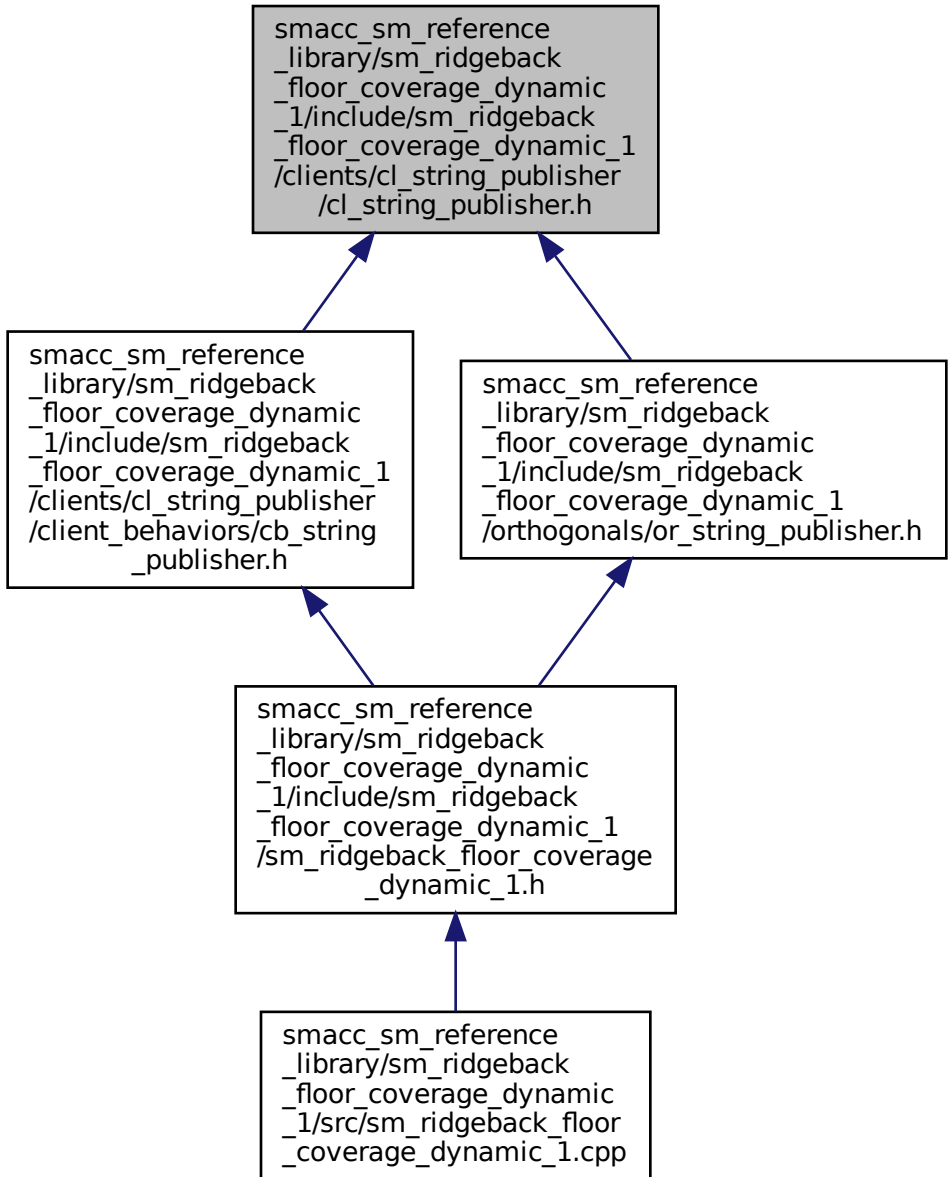 smacc_sm_reference
_library/sm_ridgeback
_floor_coverage_dynamic
_1/include/sm_ridgeback
_floor_coverage_dynamic_1
/clients/cl_string_publisher
/cl_string_publisher.h
smacc_sm_reference
_library/sm_ridgeback
_floor_coverage_dynamic
_1/include/sm_ridgeback
_floor_coverage_dynamic_1
/clients/cl_string_publisher
/client_behaviors/cb_string
_publisher.h
smacc_sm_reference
_library/sm_ridgeback
_floor_coverage_dynamic
_1/include/sm_ridgeback
_floor_coverage_dynamic_1
/orthogonals/or_string_publisher.h
smacc_sm_reference
_library/sm_ridgeback
_floor_coverage_dynamic
_1/include/sm_ridgeback
_floor_coverage_dynamic_1
/sm_ridgeback_floor_coverage
_dynamic_1.h
smacc_sm_reference
_library/sm_ridgeback
_floor_coverage_dynamic
_1/src/sm_ridgeback_floor
_coverage_dynamic_1.cpp